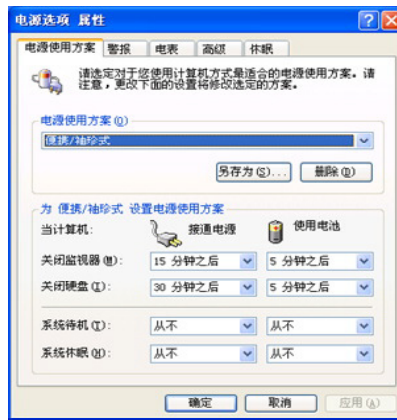 电源选项 属性
电源使用方案 警报 电表 高级 休眠
请选定对于您使用计算机方式最适合的电源使用方案。请
注意，更改下面的设置将修改选定的方案。
电源使用方案(O)
便携/袖珍式
另存为(S)... 删除(D)
为 便携/袖珍式 设置电源使用方案
当计算机: 接通电源 使用电池
关闭监视器(M): 15 分钟之后 5 分钟之后
关闭硬盘(I): 30 分钟之后 5 分钟之后
系统待机(T): 从不 从不
系统休眠(H): 从不 从不
确定 取消 应用(A)